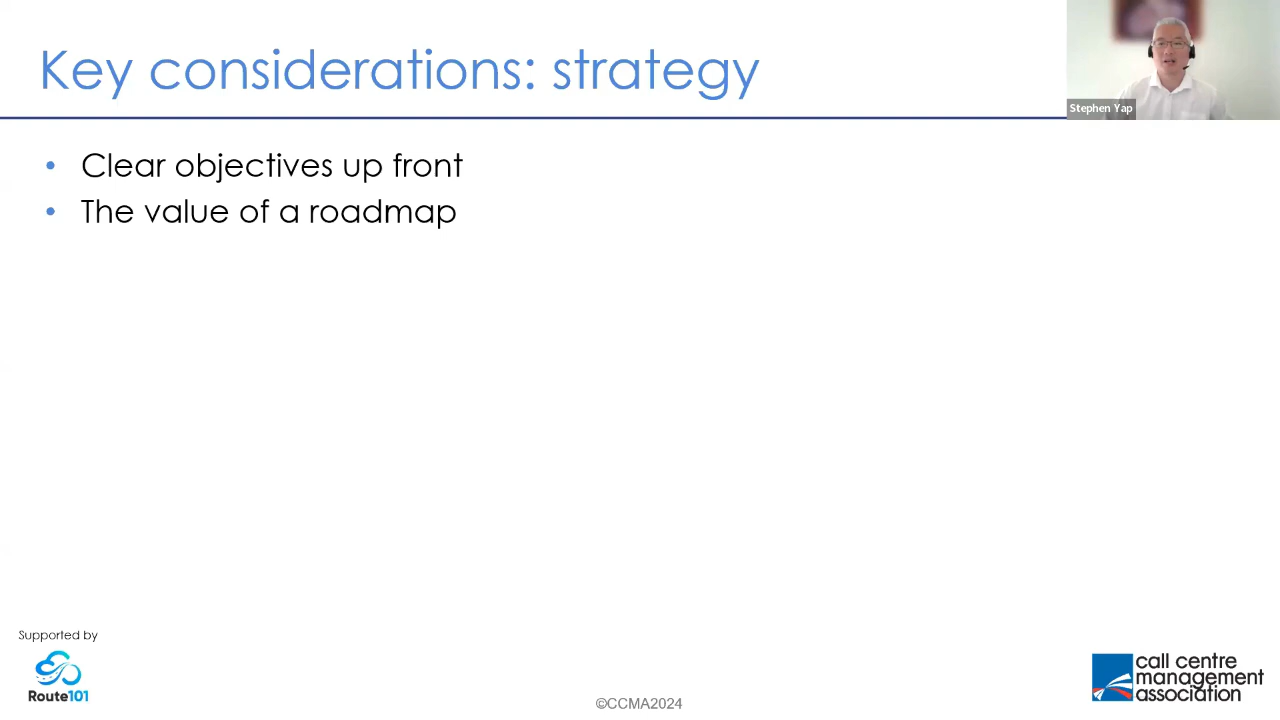 Key considerations: strategy
Stephen Yap
• Clear objectives up front
• The value of a roadmap
Supported by
Route101
©CCMA2024
call centre
management
association